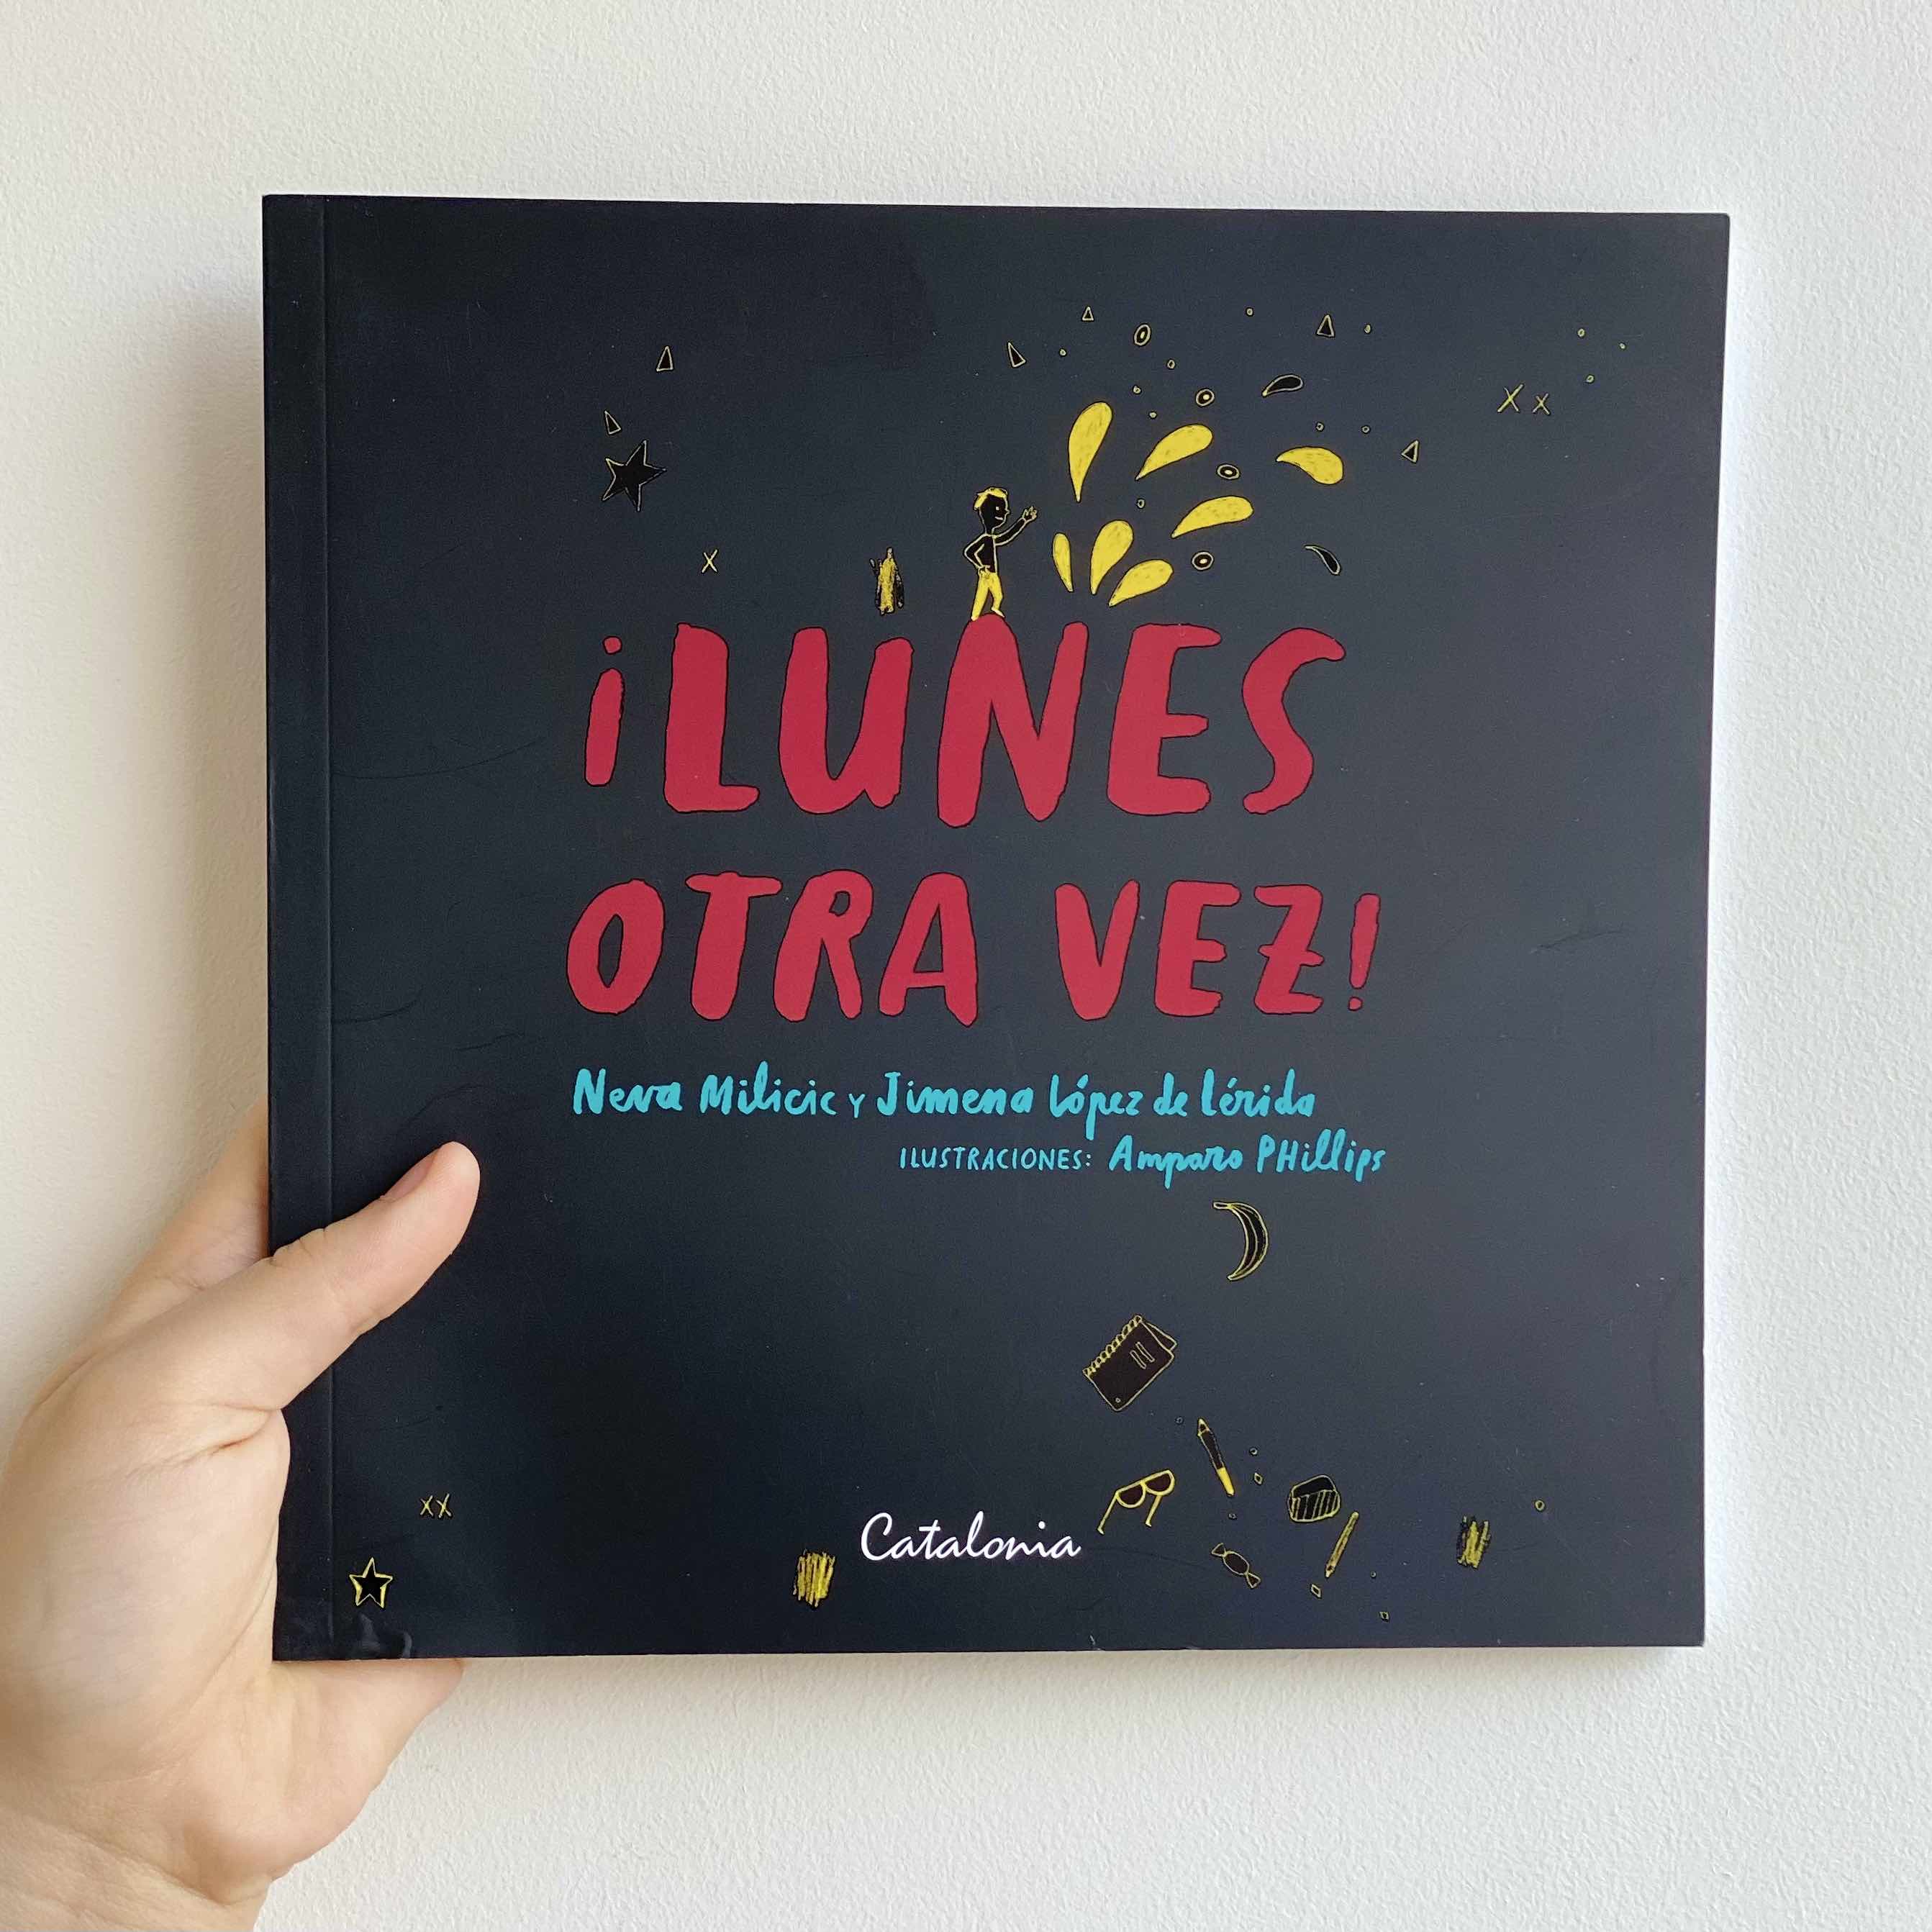 ¡LUNES
OTRA VEZ!
Neva Milicic y Jimena López de Lérida
ILUSTRACIONES: Amparo PHillips
Catalonia